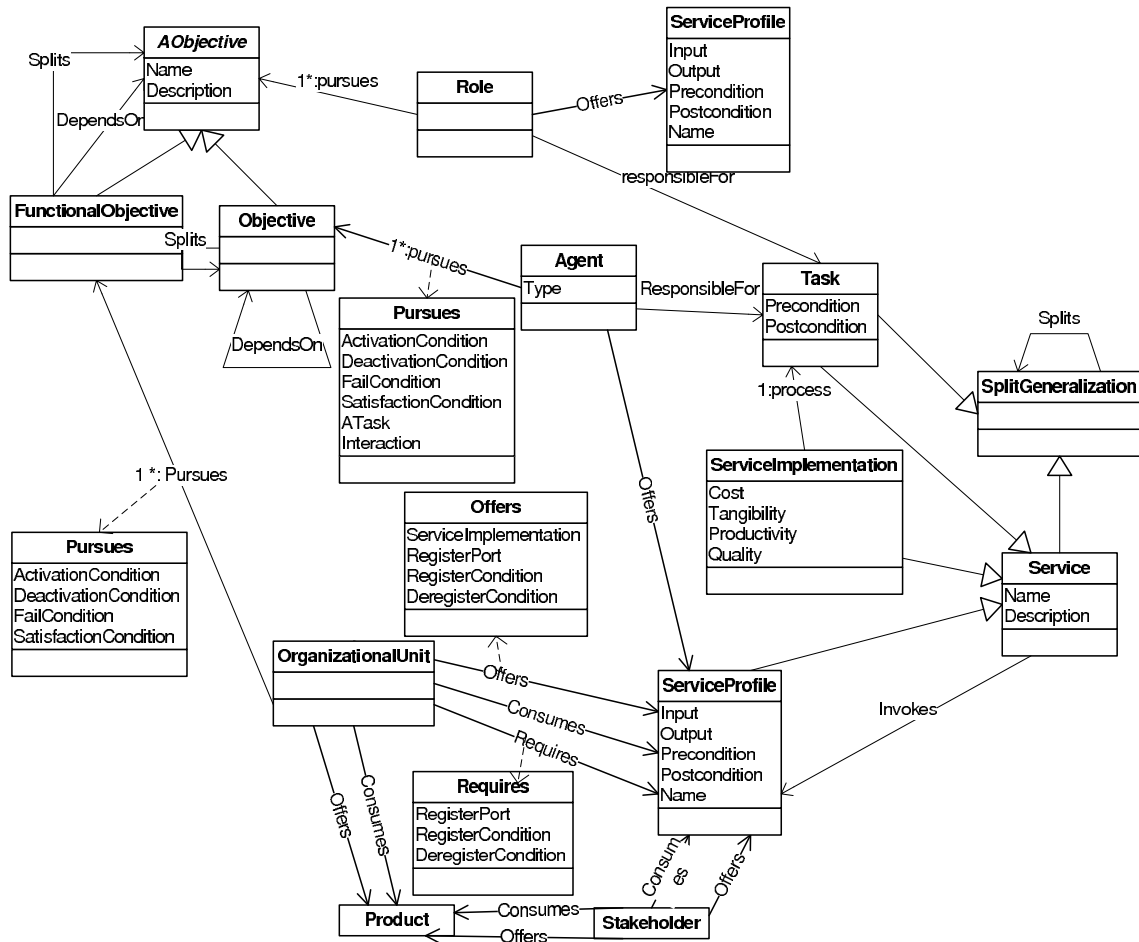 AObjective
Name
Description
Splits
DependsOn
1*:pursues
Role
Offers
ServiceProfile
Input
Output
Precondition
Postcondition
Name
responsibleFor
FunctionalObjective
Objective
Splits
DependsOn
1*:pursues
Agent
Type
ResponsibleFor
Task
Precondition
Postcondition
Pursues
ActivationCondition
DeactivationCondition
FailCondition
SatisfactionCondition
ATask
Interaction
Splits
SplitGeneralization
1:process
ServiceImplementation
Cost
Tangibility
Productivity
Quality
1 *: Pursues
Pursues
ActivationCondition
DeactivationCondition
FailCondition
SatisfactionCondition
Offers
Offers
ServiceImplementation
RegisterPort
RegisterCondition
DeregisterCondition
Service
Name
Description
OrganizationalUnit
Offers
Consumes
Requires
ServiceProfile
Input
Output
Precondition
Postcondition
Name
Invokes
Requires
RegisterPort
RegisterCondition
DeregisterCondition
Offers
Consumes
Consum
es
Offers
Product
Consumes
Offers
Stakeholder